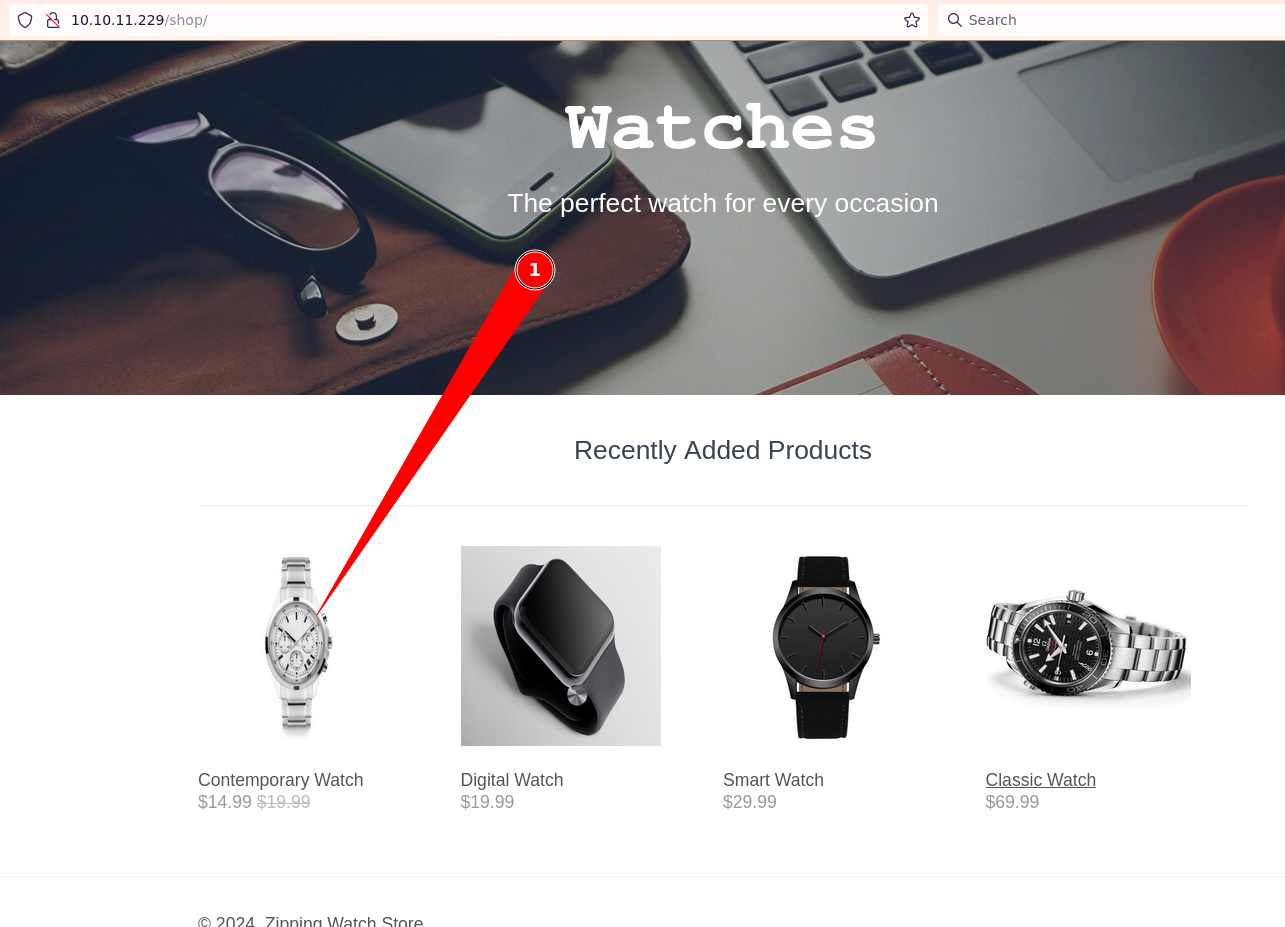 10.10.11.229/shop/
Search
Watches
The perfect watch for every occasion
1
Recently Added Products
Contemporary Watch
$14.99 $19.99
Digital Watch
$19.99
Smart Watch
$29.99
Classic Watch
$69.99
© 2024, Zipping Watch Store